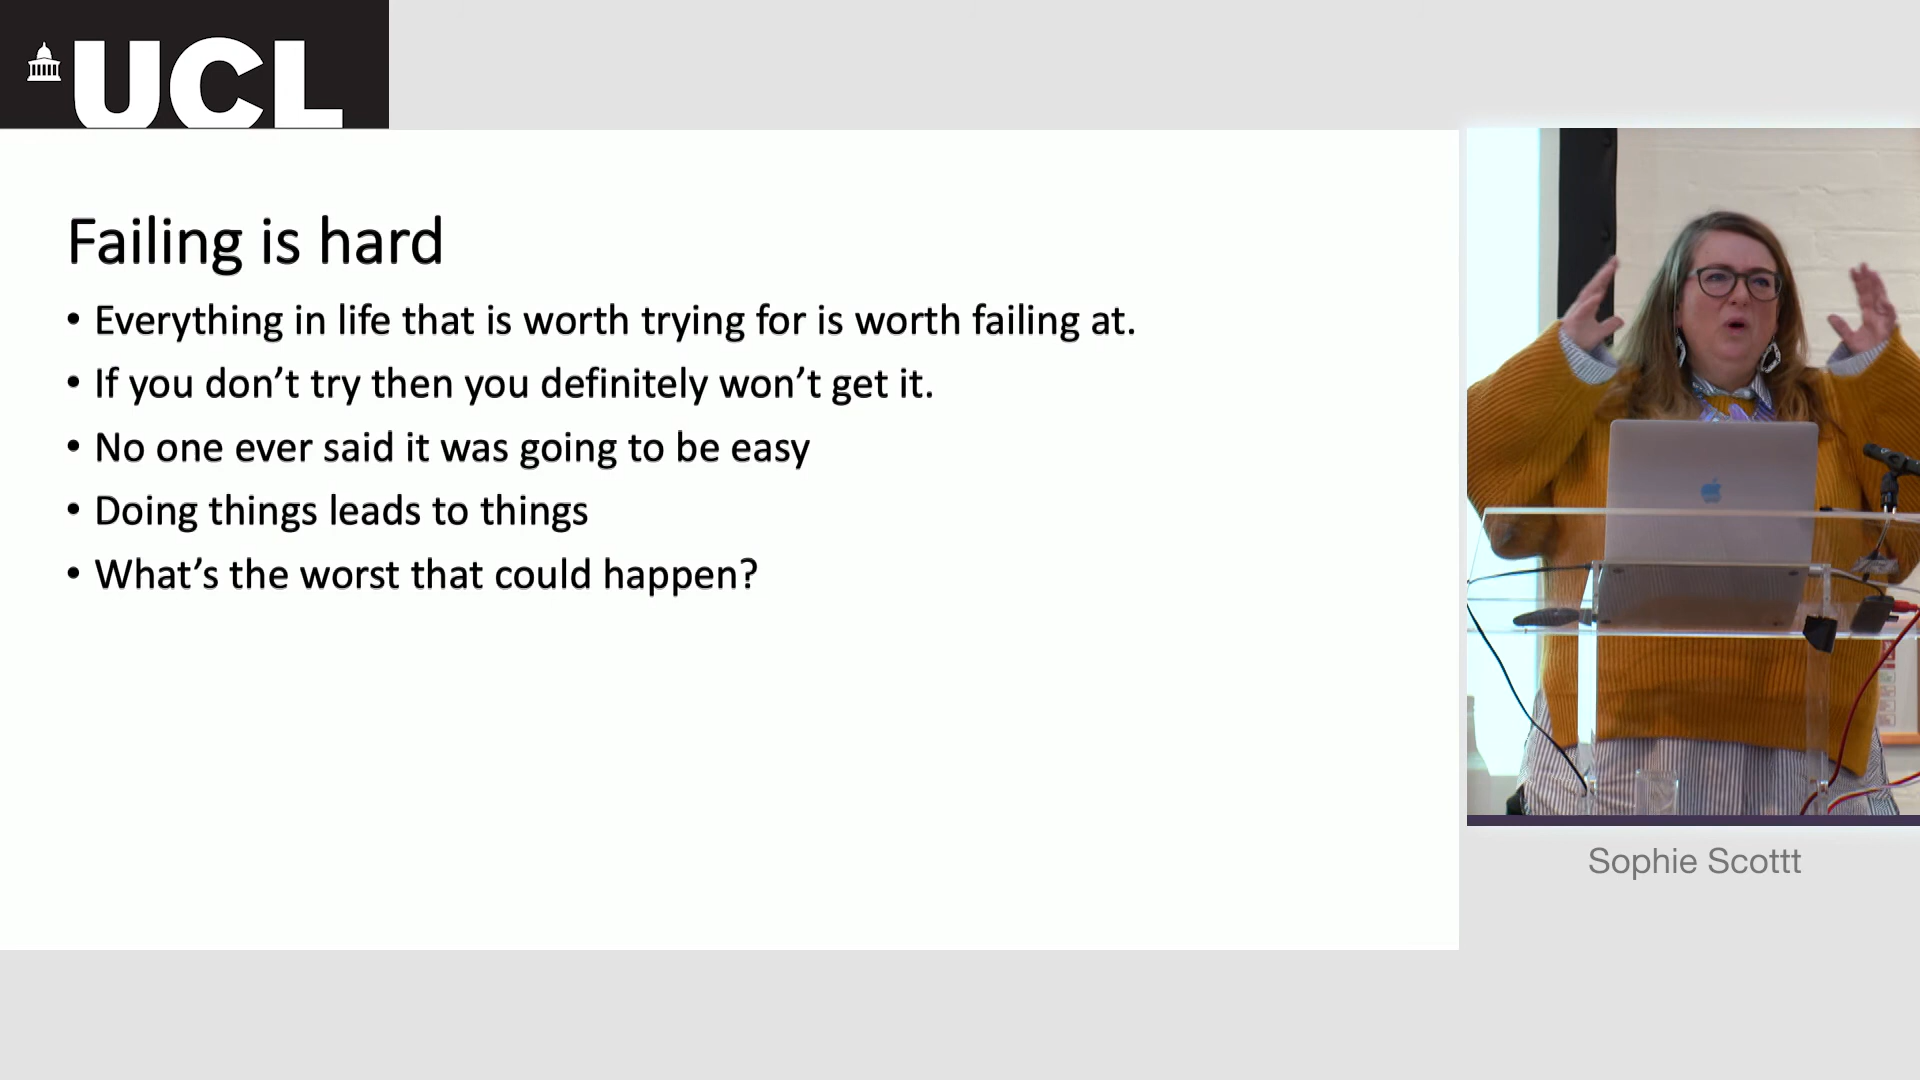 UCL
Failing is hard
• Everything in life that is worth trying for is worth failing at.
• If you don’t try then you definitely won’t get it.
• No one ever said it was going to be easy
• Doing things leads to things
• What’s the worst that could happen?
Sophie Scottt